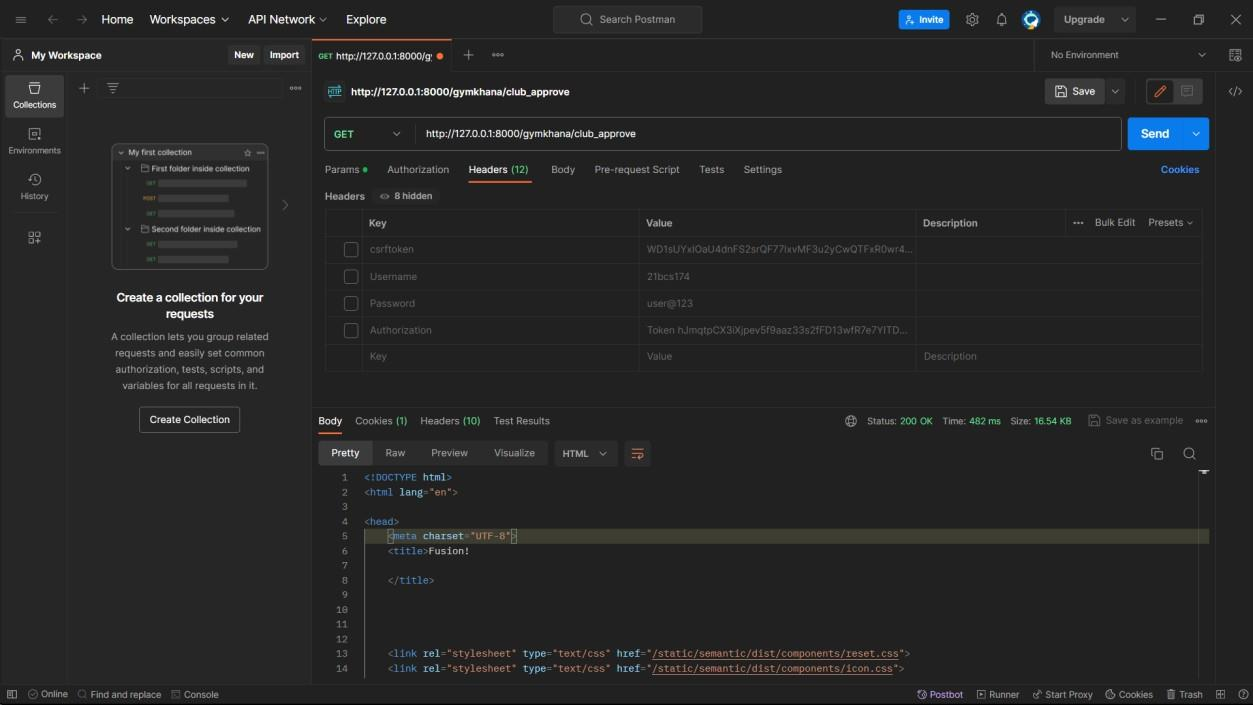 Home Workspaces API Network Explore Search Postman Invite Upgrade
My Workspace New Import GET http://127.0.0.1:8000/gy No Environment
Collections
Environments
History
My first collection
First folder inside collection
GET
POST
GET
Second folder inside collection
GET
GET
Create a collection for your
requests
A collection lets you group related
requests and easily set common
authorization, tests, scripts, and
variables for all requests in it.
Create Collection
HTTP http://127.0.0.1:8000/gymkhana/club_approve Save
GET http://127.0.0.1:8000/gymkhana/club_approve Send
Params Authorization Headers (12) Body Pre-request Script Tests Settings Cookies
Headers 8 hidden
Key Value Description Bulk Edit Presets
csrftoken WD1sUYxIOaU4dnFS2srQF77lxvMF3u2yCwQTFxR0wr4...
Username 21bcs174
Password user@123
Authorization Token hJmqtpCX3iXjpev5f9aaz33s2fFD13wfR7e7YITD...
Key Value Description
Body Cookies (1) Headers (10) Test Results Status: 200 OK Time: 482 ms Size: 16.54 KB Save as example
Pretty Raw Preview Visualize HTML
1 <!DOCTYPE html>
2 <html lang="en">
3
4 <head>
5 <meta charset="UTF-8">
6 <title>Fusion!
7
8 </title>
9
10
11
12
13 <link rel="stylesheet" type="text/css" href="/static/semantic/dist/components/reset.css">
14 <link rel="stylesheet" type="text/css" href="/static/semantic/dist/components/icon.css">
Online Find and replace Console Postbot Runner Start Proxy Cookies Trash